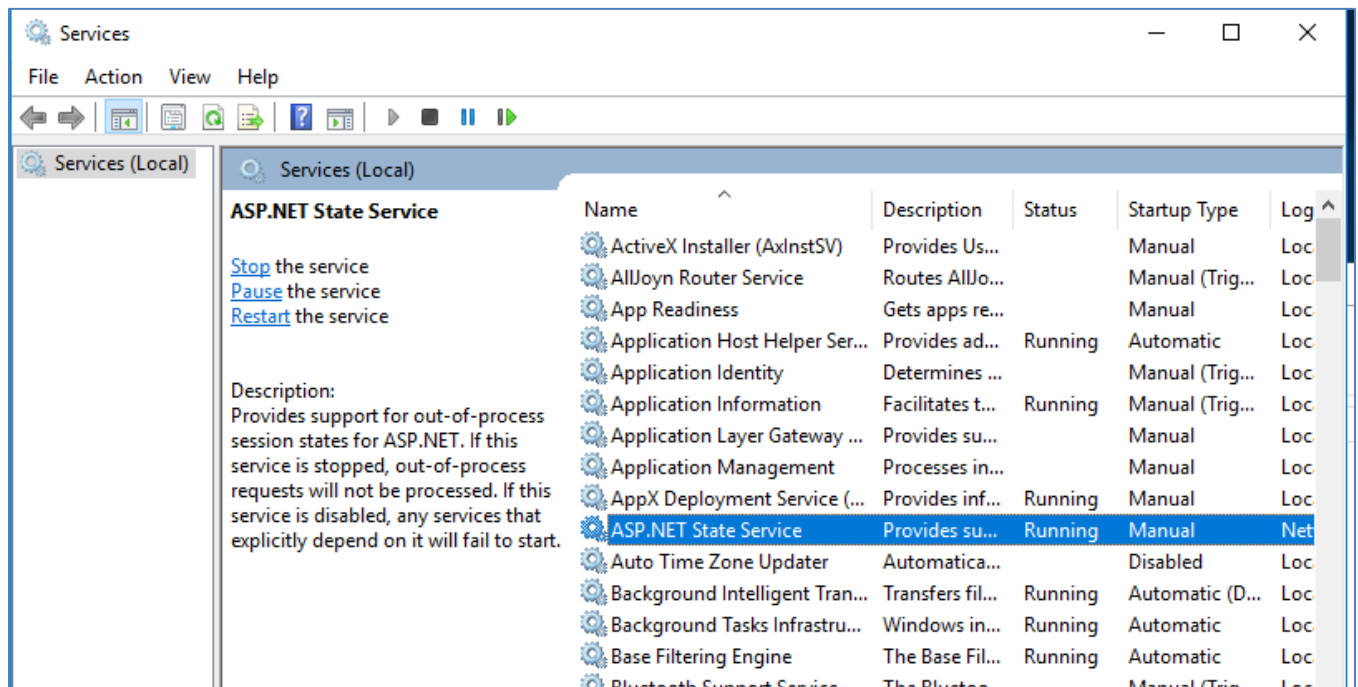 Services
File Action View Help
Services (Local)
Services (Local)
ASP.NET State Service
Stop the service
Pause the service
Restart the service
Description:
Provides support for out-of-process
session states for ASP.NET. If this
service is stopped, out-of-process
requests will not be processed. If this
service is disabled, any services that
explicitly depend on it will fail to start.
Name Description Status Startup Type Log
ActiveX Installer (AxInstSV) Provides Us... Manual Loc
AllJoyn Router Service Routes AllJo... Manual (Trig... Loc
App Readiness Gets apps re... Manual Loc
Application Host Helper Ser... Provides ad... Running Automatic Loc
Application Identity Determines ... Manual (Trig... Loc
Application Information Facilitates t... Running Manual (Trig... Loc
Application Layer Gateway ... Provides su... Manual Loc
Application Management Processes in... Manual Loc
AppX Deployment Service (... Provides inf... Running Manual Loc
ASP.NET State Service Provides su... Running Manual Net
Auto Time Zone Updater Automatica... Disabled Loc
Background Intelligent Tran... Transfers fil... Running Automatic (D... Loc
Background Tasks Infrastru... Windows in... Running Automatic Loc
Base Filtering Engine The Base Fil... Running Automatic Loc
Bluetooth Support Service The Bluetoo... Manual (Trig... Loc